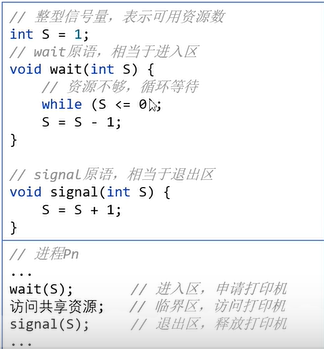 // 整型信号量，表示可用资源数
int S = 1;
// wait原语，相当于进入区
void wait(int S) {
// 资源不够，循环等待
while (S <= 0);
S = S - 1;
}
// signal原语，相当于退出区
void signal(int S) {
S = S + 1;
}
// 进程Pn
...
wait(S); // 进入区，申请打印机
访问共享资源; // 临界区，访问打印机
signal(S); // 退出区，释放打印机
...